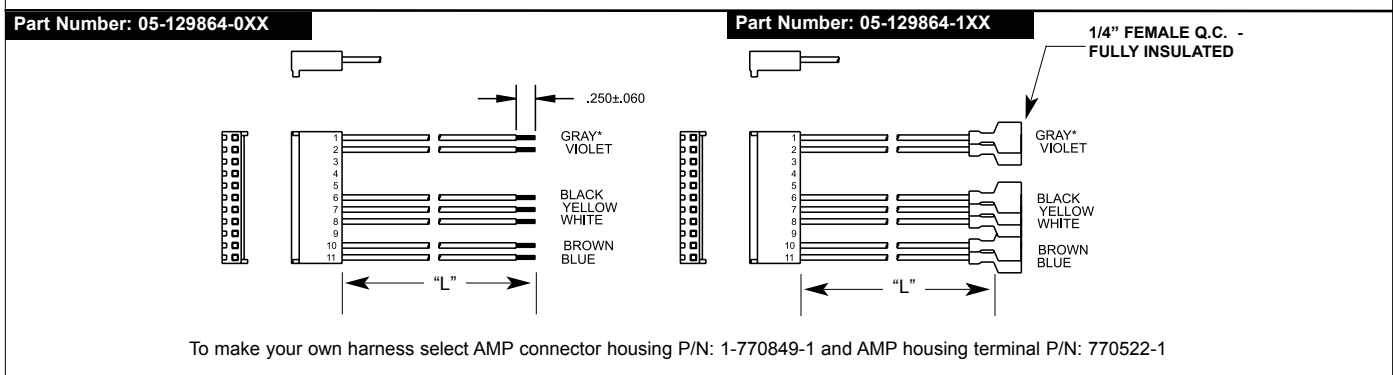 Part Number: 05-129864-0XX
.250±.060
1
2
3
4
5
6
7
8
9
10
11
GRAY*
VIOLET
BLACK
YELLOW
WHITE
BROWN
BLUE
“L”
Part Number: 05-129864-1XX
1/4” FEMALE Q.C. -
FULLY INSULATED
1
2
3
4
5
6
7
8
9
10
11
GRAY*
VIOLET
BLACK
YELLOW
WHITE
BROWN
BLUE
“L”
To make your own harness select AMP connector housing P/N: 1-770849-1 and AMP housing terminal P/N: 770522-1